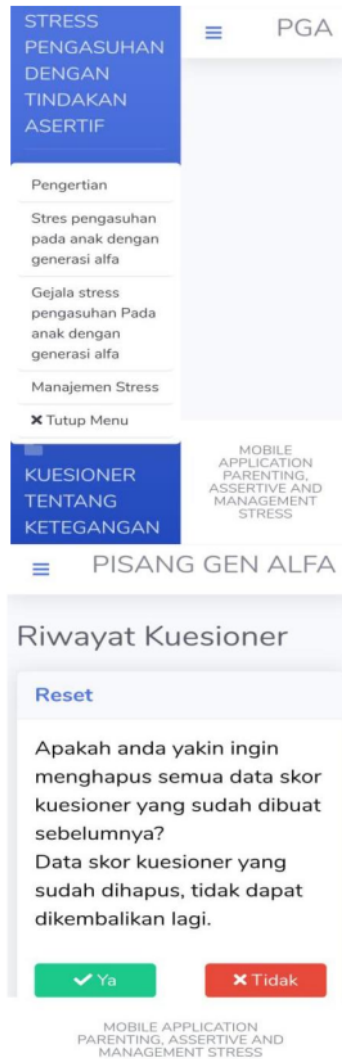 STRESS
PENGASUHAN
DENGAN
TINDAKAN
ASERTIF
PGA
Pengertian
Stres pengasuhan
pada anak dengan
generasi alfa
Gejala stress
pengasuhan Pada
anak dengan
generasi alfa
Manajemen Stress
Tutup Menu
KUESIONER
TENTANG
KETEGANGAN
MOBILE
APPLICATION
PARENTING,
ASSERTIVE AND
MANAGEMENT
STRESS
PISANG GEN ALFA
Riwayat Kuesioner
Reset
Apakah anda yakin ingin
menghapus semua data skor
kuesioner yang sudah dibuat
sebelumnya?
Data skor kuesioner yang
sudah dihapus, tidak dapat
dikembalikan lagi.
Ya
Tidak
MOBILE APPLICATION
PARENTING, ASSERTIVE AND
MANAGEMENT STRESS